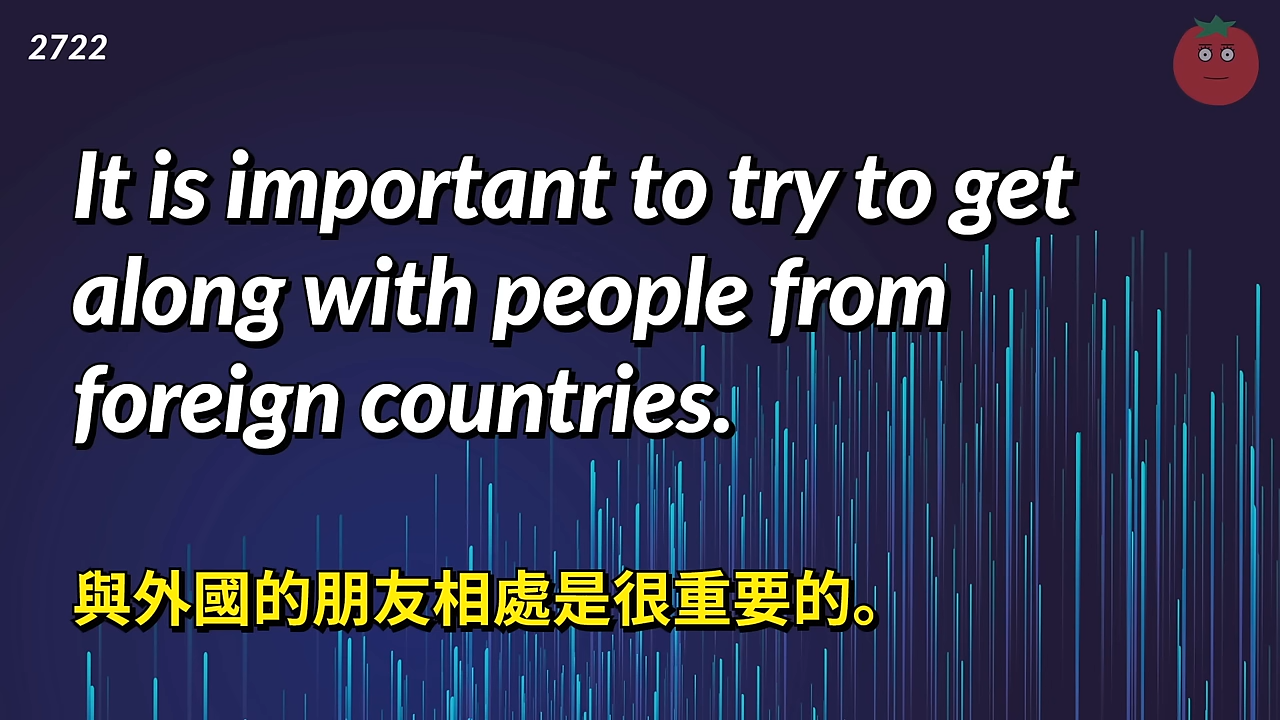 2722
It is important to try to get
along with people from
foreign countries.
與外國的朋友相處是很重要的。